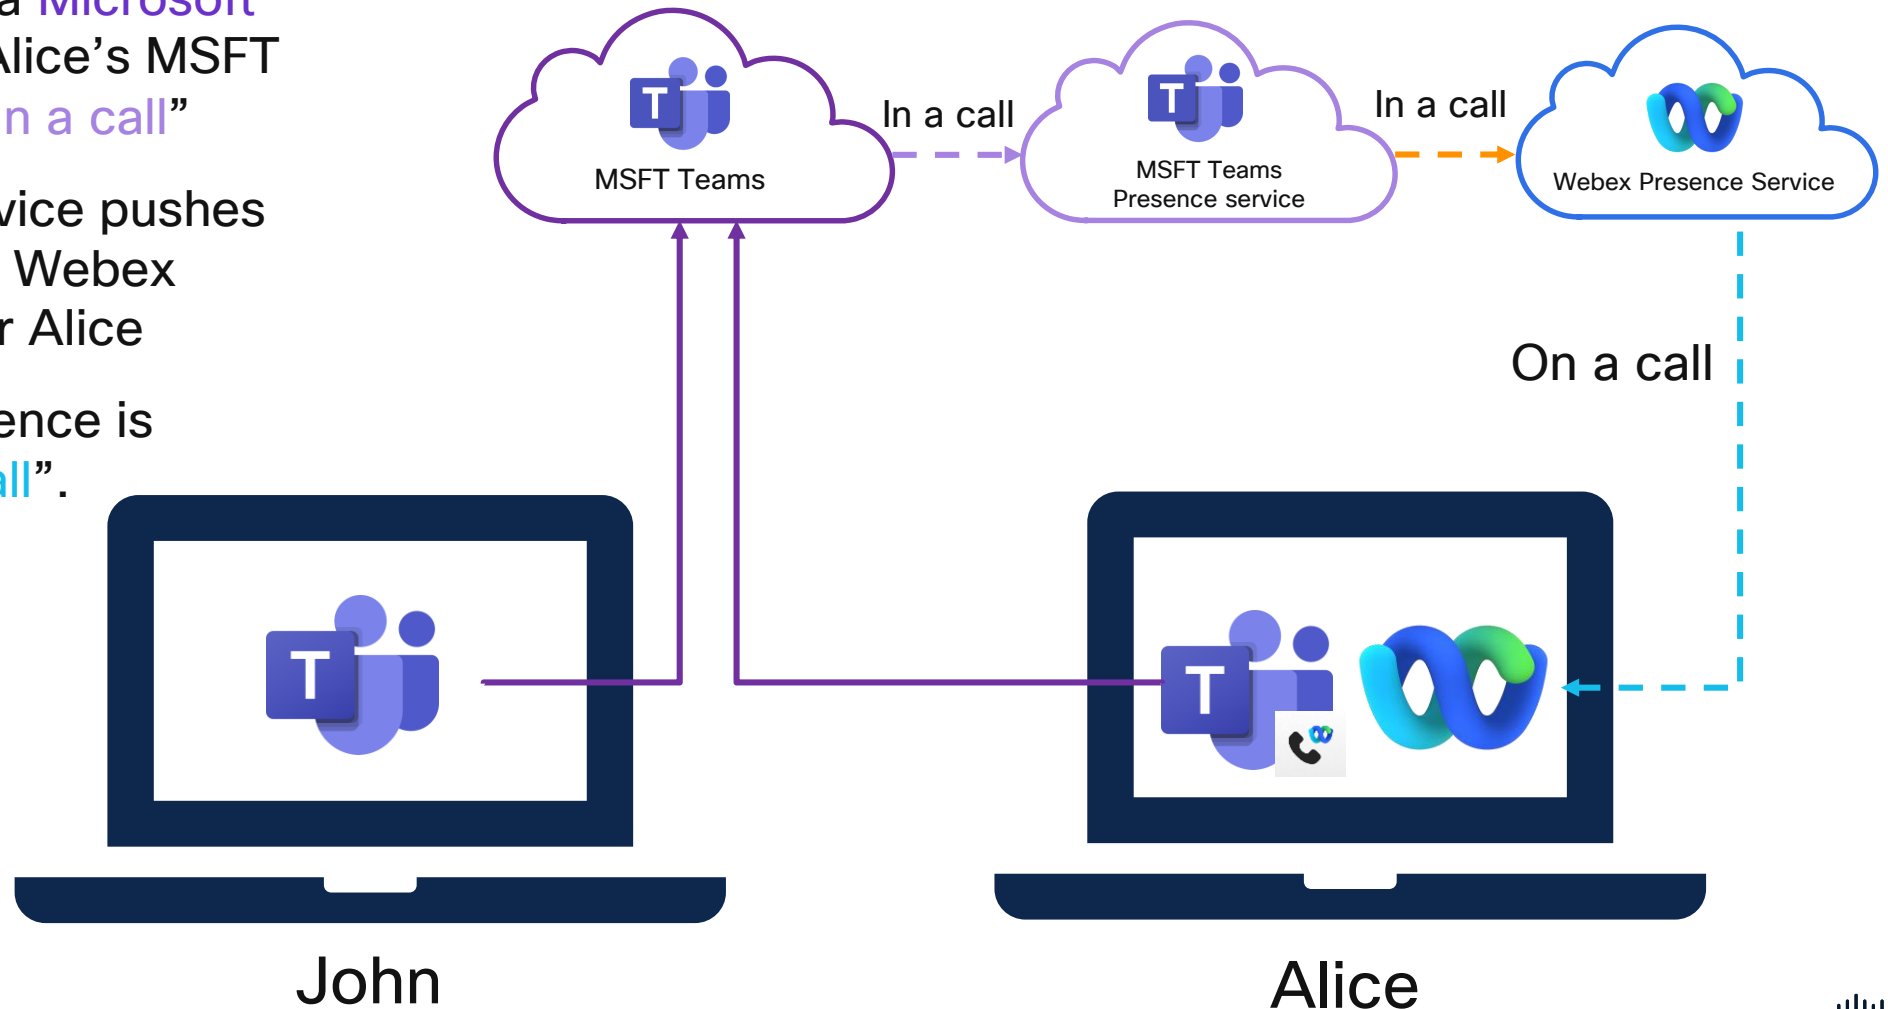 a Microsoft
Alice’s MSFT
n a call”
vice pushes
Webex
r Alice
ence is
all”.
MSFT Teams
In a call
MSFT Teams
Presence service
In a call
Webex Presence Service
On a call
T
T
T
T
John
Alice